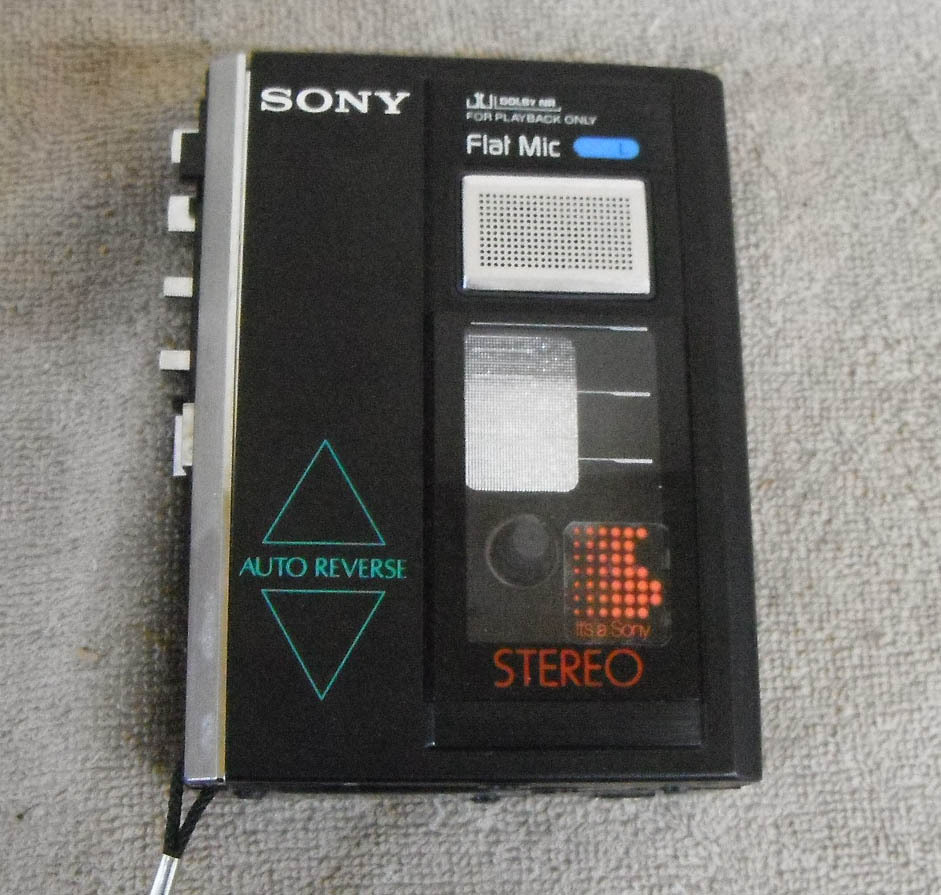 SONY
DOLBY NR
FOR PLAYBACK ONLY
Flat Mic L
AUTO REVERSE
It's a Sony
STEREO